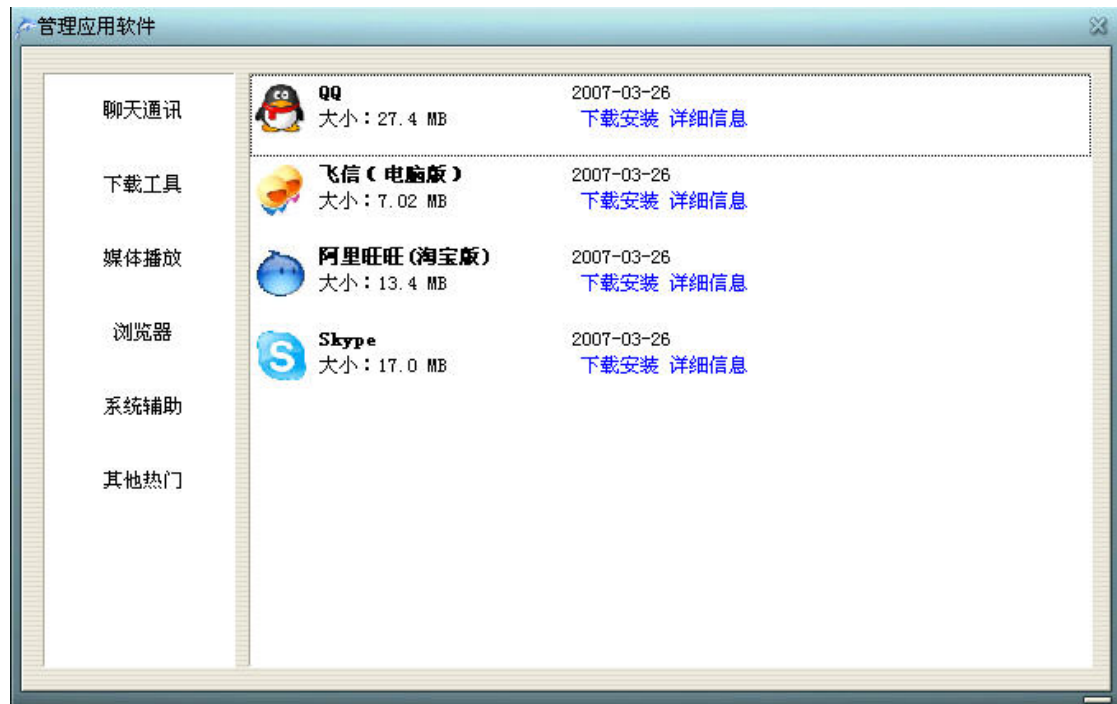 管理应用软件
聊天通讯
下载工具
媒体播放
浏览器
系统辅助
其他热门
QQ 2007-03-26
大小：27.4 MB 下载安装 详细信息
飞信(电脑版) 2007-03-26
大小：7.02 MB 下载安装 详细信息
阿里旺旺(淘宝版) 2007-03-26
大小：13.4 MB 下载安装 详细信息
Skype 2007-03-26
大小：17.0 MB 下载安装 详细信息